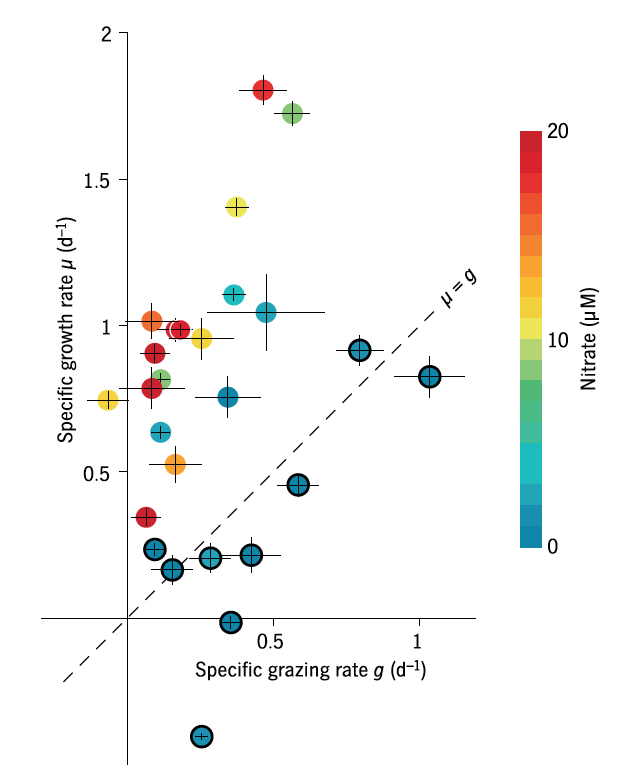 2
1.5
1
0.5
Specific growth rate μ (d⁻¹)
μ = g
0.5
1
Specific grazing rate g (d⁻¹)
20
10
0
Nitrate (μM)